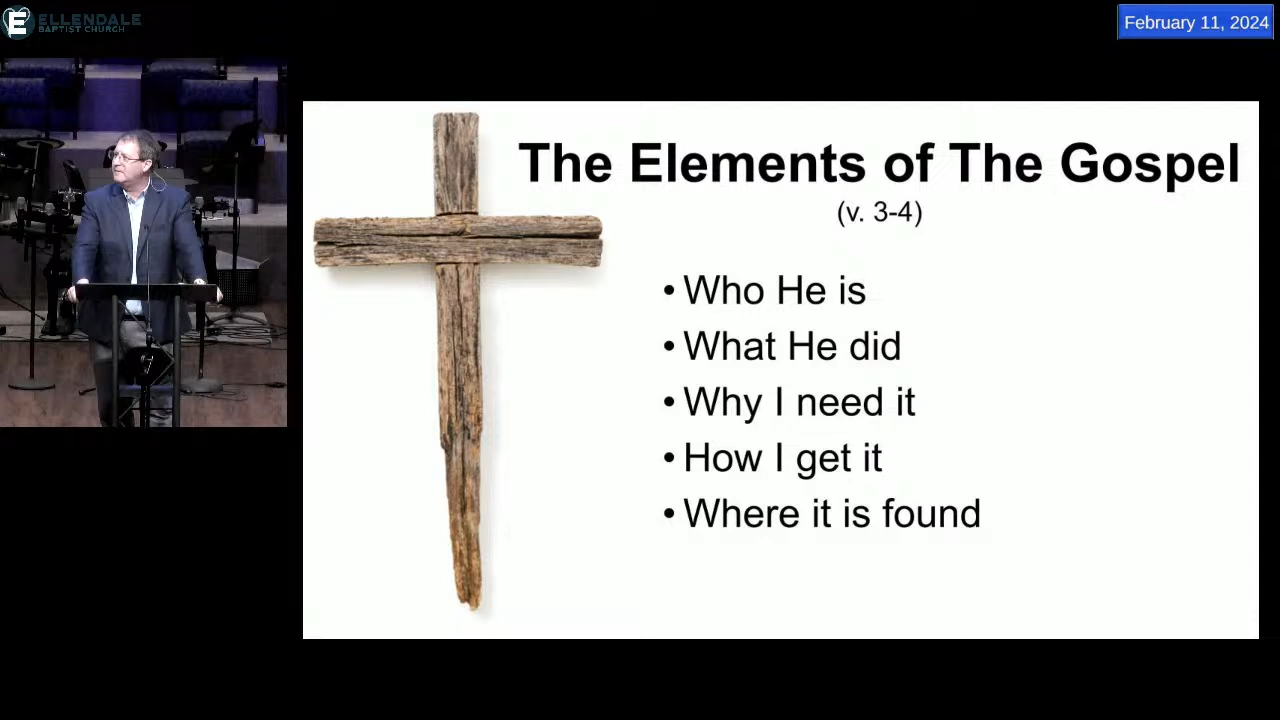 ELLENDALE
BAPTIST CHURCH
February 11, 2024
The Elements of The Gospel
(v. 3-4)
• Who He is
• What He did
• Why I need it
• How I get it
• Where it is found